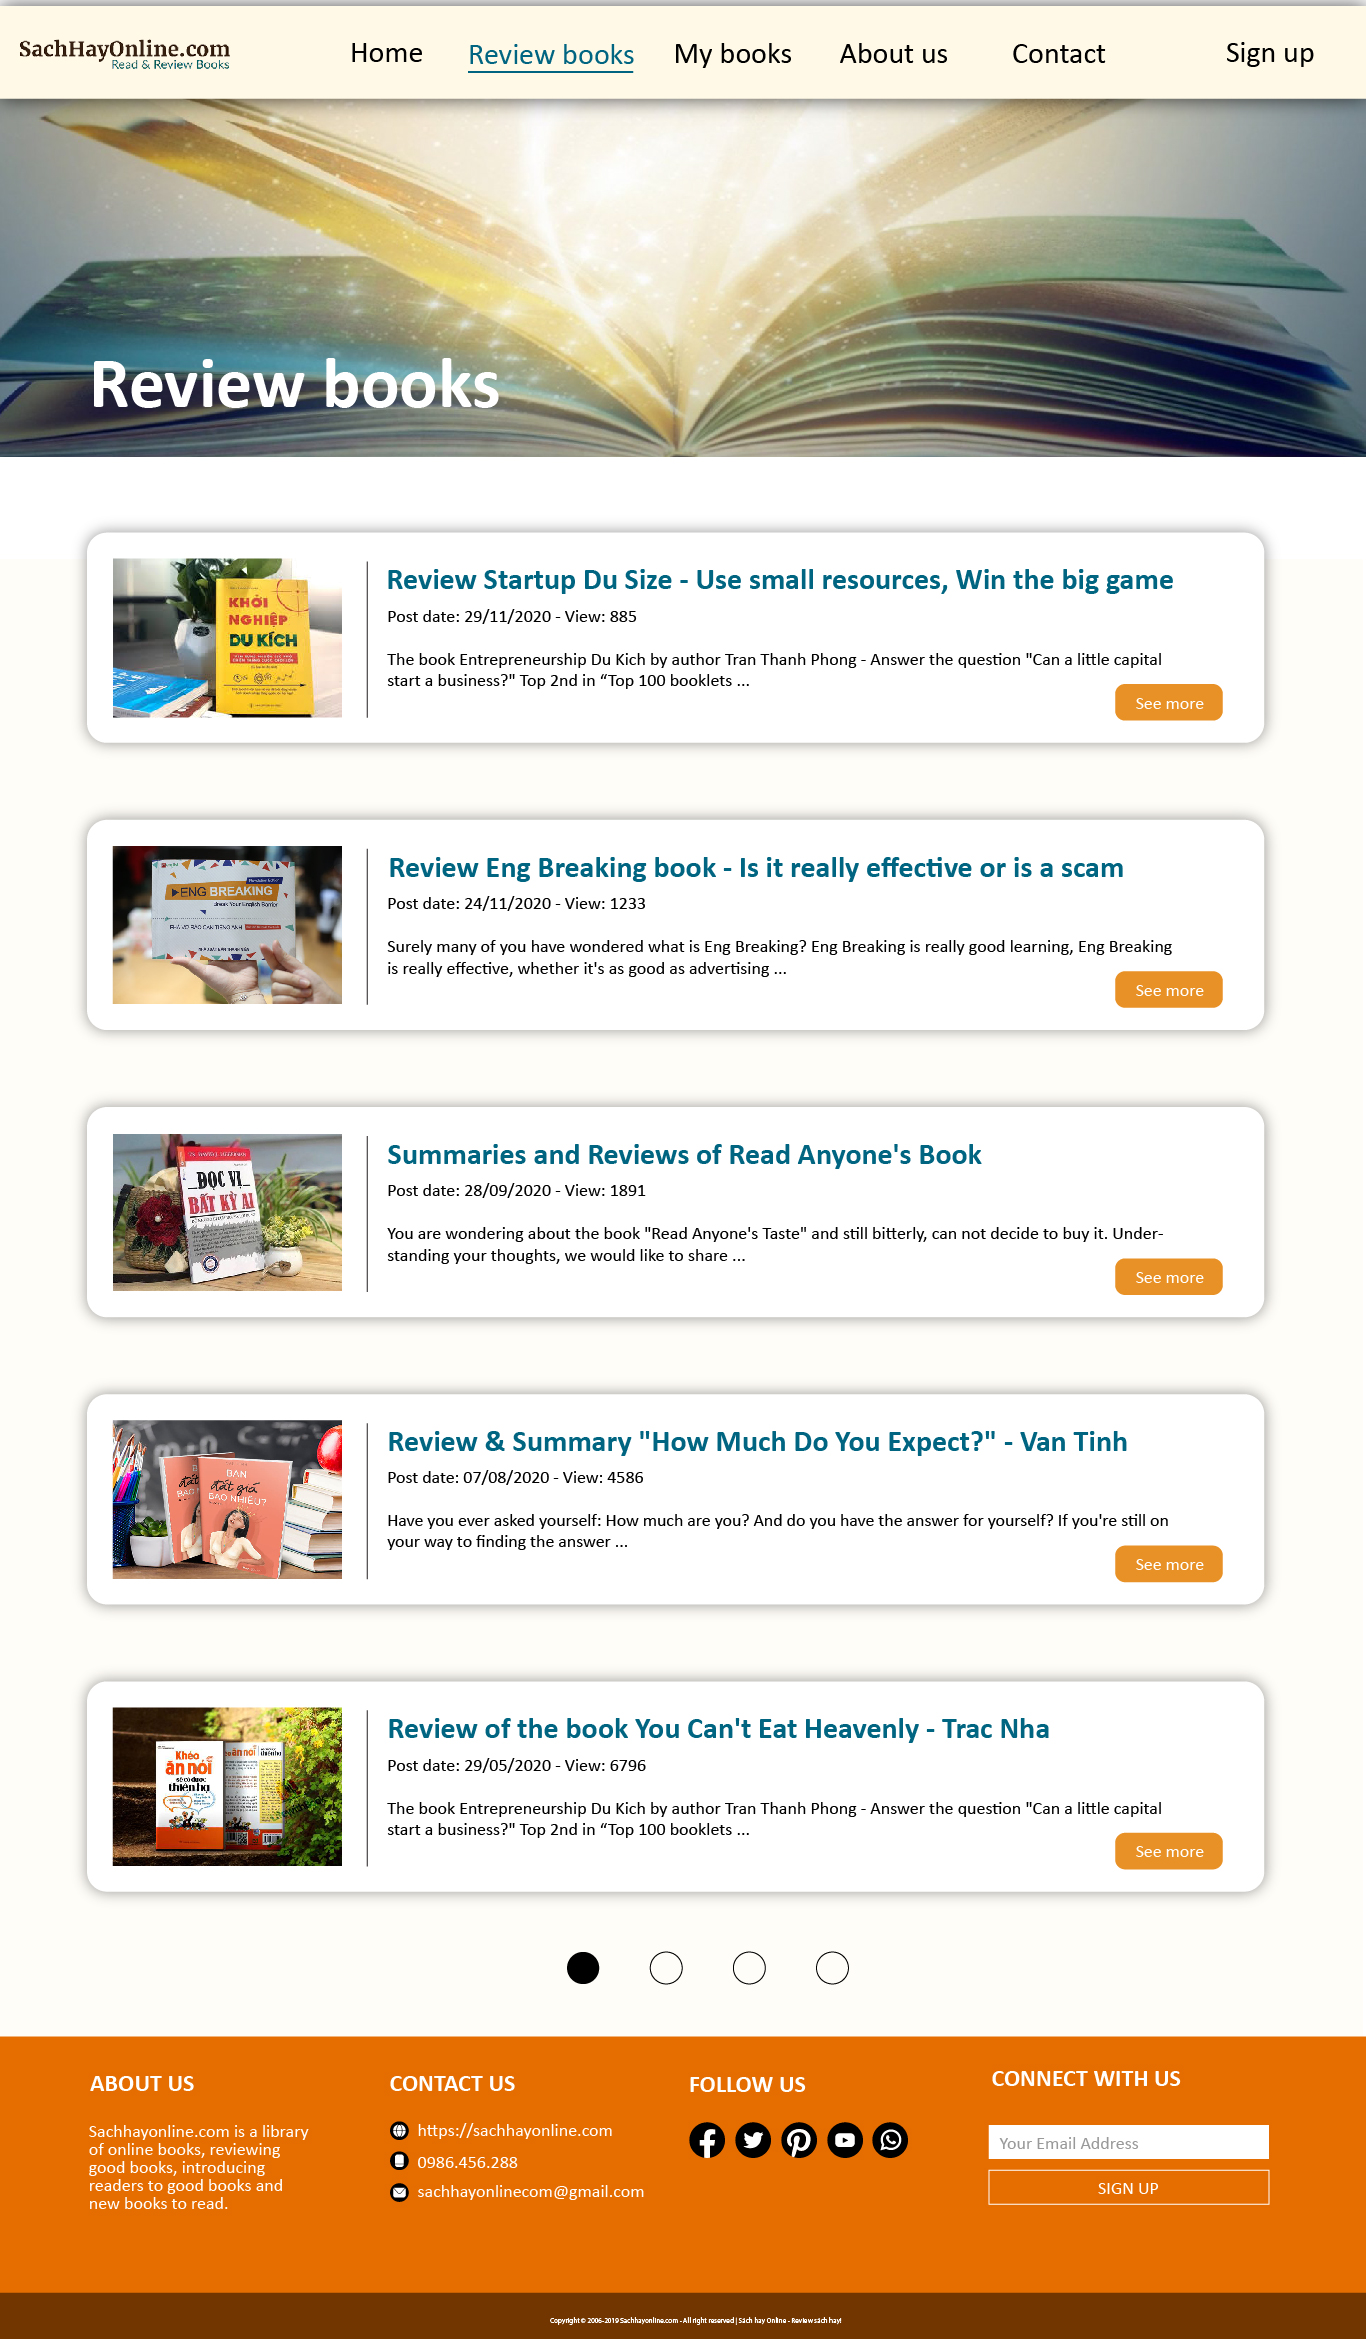 SachHayOnline.com
Read & Review Books
Home
Review books
My books
About us
Contact
Sign up
Review books
KHỞI
NGHIỆP
DU KÍCH
Review Startup Du Size - Use small resources, Win the big game
Post date: 29/11/2020 - View: 885
The book Entrepreneurship Du Kich by author Tran Thanh Phong - Answer the question "Can a little capital
start a business?" Top 2nd in “Top 100 booklets ...
See more
ENG BREAKING
Break Your English Barrier
PHÁ VỠ RÀO CẢN TIẾNG ANH
Review Eng Breaking book - Is it really effective or is a scam
Post date: 24/11/2020 - View: 1233
Surely many of you have wondered what is Eng Breaking? Eng Breaking is really good learning, Eng Breaking
is really effective, whether it's as good as advertising ...
See more
ĐỌC VỊ
BẤT KỲ AI
Summaries and Reviews of Read Anyone's Book
Post date: 28/09/2020 - View: 1891
You are wondering about the book "Read Anyone's Taste" and still bitterly, can not decide to buy it. Under-
standing your thoughts, we would like to share ...
See more
BẠN
đắt giá
BAO NHIÊU?
Review & Summary "How Much Do You Expect?" - Van Tinh
Post date: 07/08/2020 - View: 4586
Have you ever asked yourself: How much are you? And do you have the answer for yourself? If you're still on
your way to finding the answer ...
See more
Khéo
ăn nói
sẽ có được
thiên hạ
Review of the book You Can't Eat Heavenly - Trac Nha
Post date: 29/05/2020 - View: 6796
The book Entrepreneurship Du Kich by author Tran Thanh Phong - Answer the question "Can a little capital
start a business?" Top 2nd in “Top 100 booklets ...
See more
ABOUT US
Sachhayonline.com is a library
of online books, reviewing
good books, introducing
readers to good books and
new books to read.
CONTACT US
https://sachhayonline.com
0986.456.288
sachhayonlinecom@gmail.com
FOLLOW US
CONNECT WITH US
Your Email Address
SIGN UP
Copyright © 2006-2019 Sachhayonline.com - All right reserved | Sách hay Online - Review sách hay!